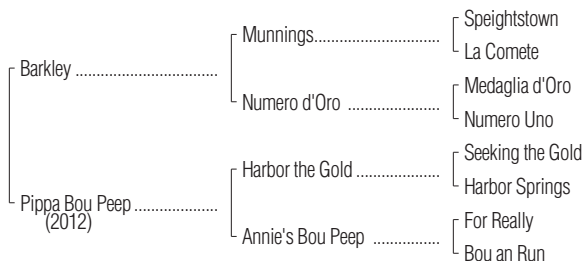 Barkley ................................
Pippa Bou Peep ..................
(2012)
Munnings............................
Numero d'Oro .....................
Harbor the Gold ..................
Annie's Bou Peep ...............
Speightstown
La Comete
Medaglia d'Oro
Numero Uno
Seeking the Gold
Harbor Springs
For Really
Bou an Run